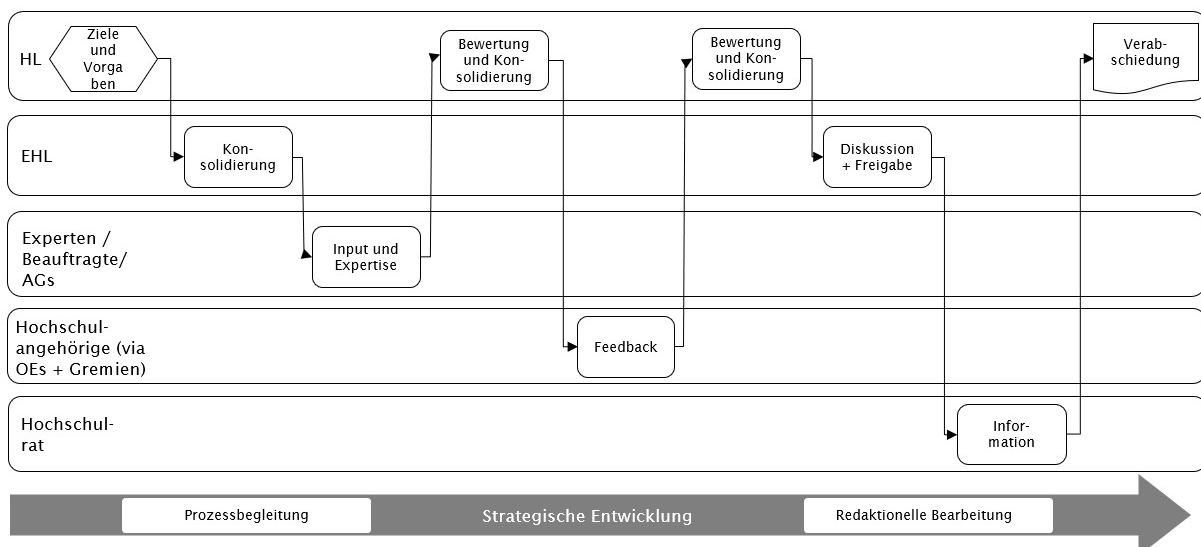 HL
Ziele
und
Vorga
ben
Bewertung
und Kon-
solidierung
Bewertung
und Kon-
solidierung
Verab-
schiedung
EHL
Kon-
solidierung
Diskussion
+ Freigabe
Experten /
Beauftragte/
AGs
Input und
Expertise
Hochschul-
angehörige (via
OEs + Gremien)
Feedback
Hochschul-
rat
Infor-
mation
Prozessbegleitung
Strategische Entwicklung
Redaktionelle Bearbeitung